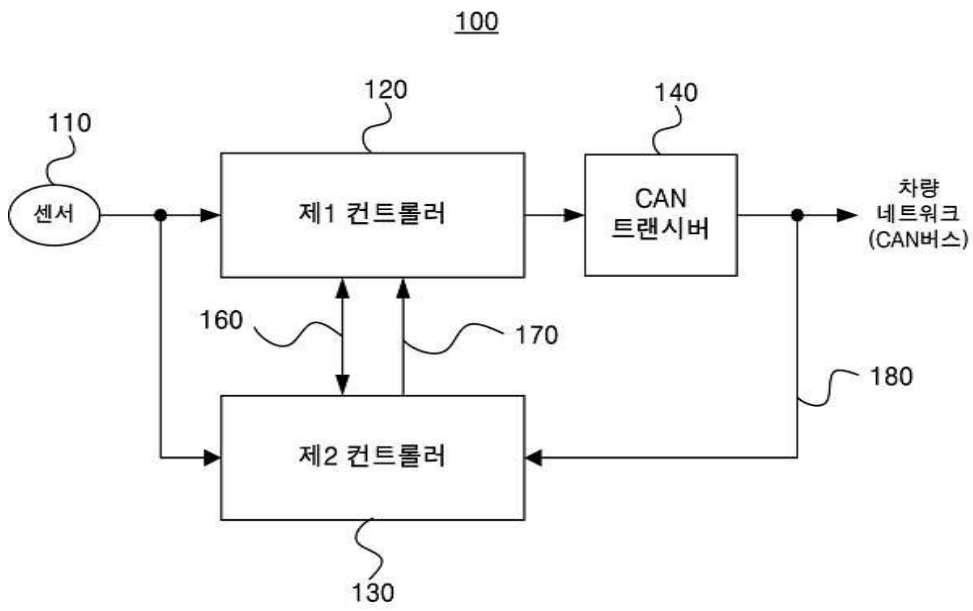 100
120
140
110
센서
제1 컨트롤러
CAN
트랜시버
차량
네트워크
(CAN버스)
160
170
180
제2 컨트롤러
130